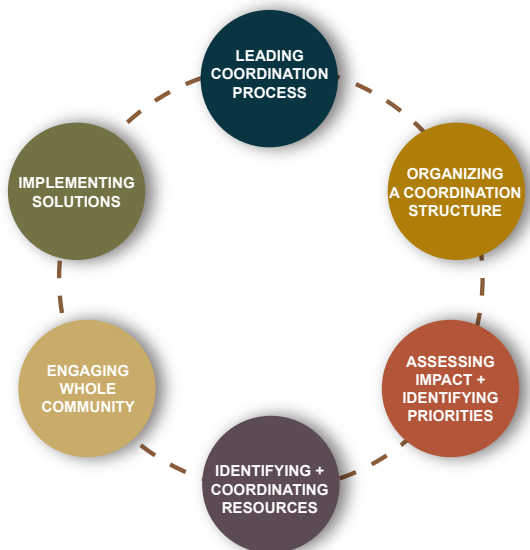 LEADING
COORDINATION
PROCESS
ORGANIZING
A COORDINATION
STRUCTURE
ASSESSING
IMPACT +
IDENTIFYING
PRIORITIES
IDENTIFYING +
COORDINATING
RESOURCES
ENGAGING
WHOLE
COMMUNITY
IMPLEMENTING
SOLUTIONS